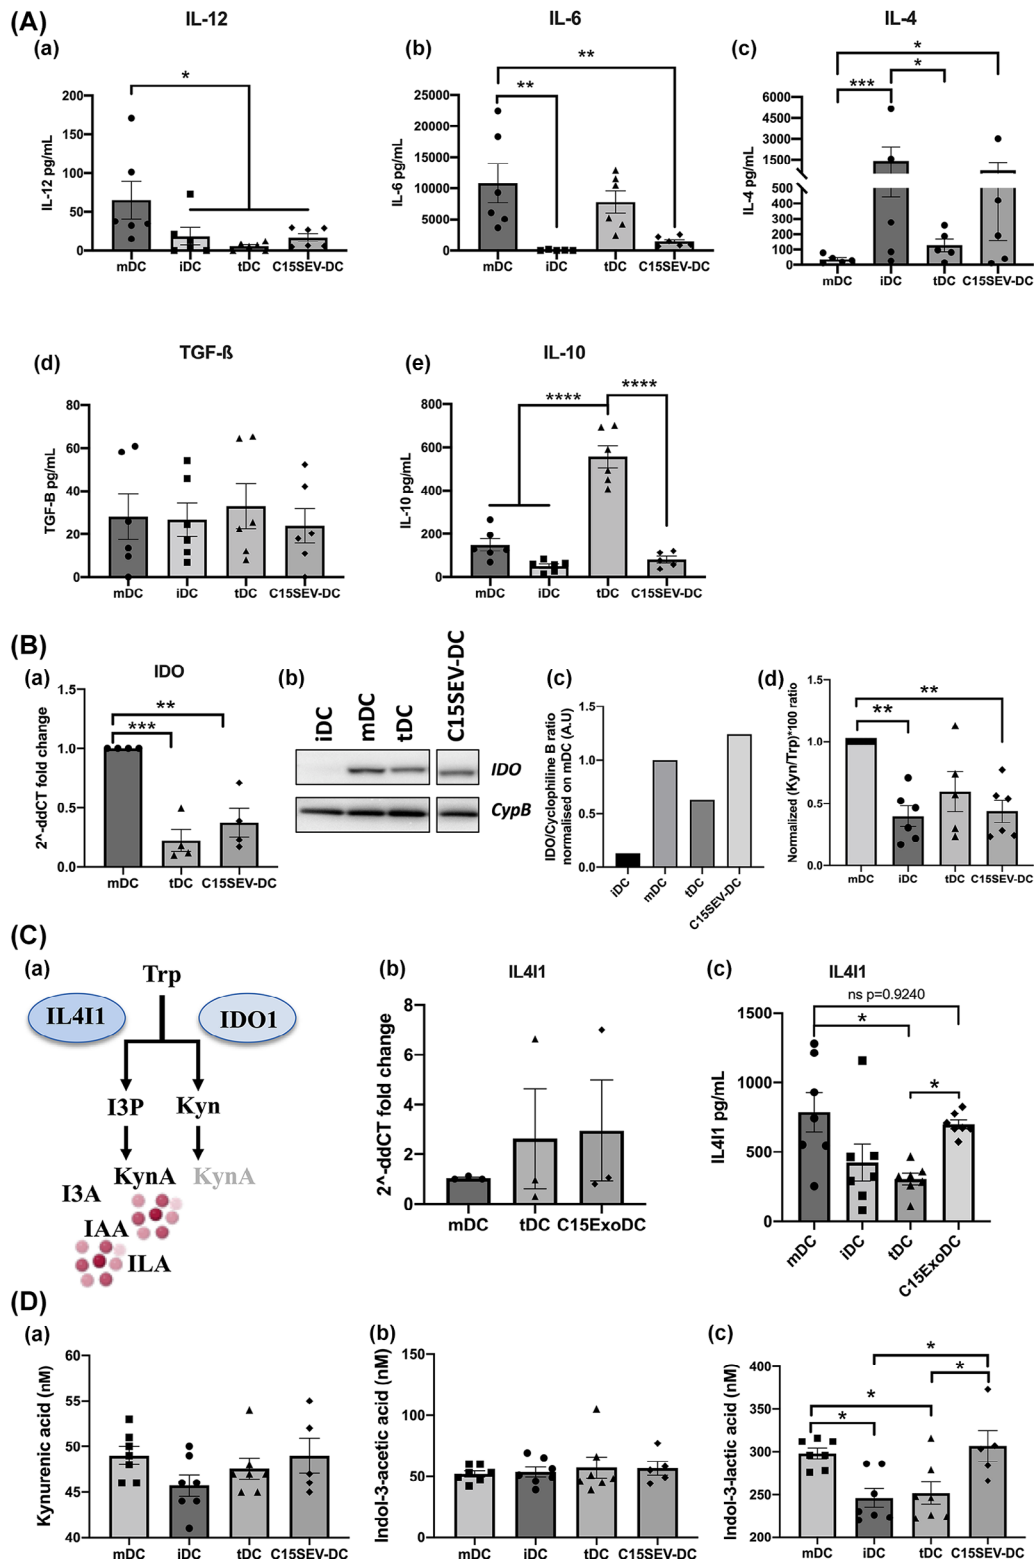 (A)
IL-12
(a)
*
200
150
100
50
0
IL-12 pg/mL
mDC iDC tDC C15SEV-DC
IL-6
(b)
**
**
25000
20000
15000
10000
5000
0
IL-6 pg/mL
mDC iDC tDC C15SEV-DC
IL-4
(c)
*
*
***
6000
4500
3000
1500
500
400
300
200
100
0
IL-4 pg/mL
mDC iDC tDC C15SEV-DC
TGF-ß
(d)
80
60
40
20
0
TGF-B pg/mL
mDC iDC tDC C15SEV-DC
IL-10
(e)
****
****
800
600
400
200
0
IL-10 pg/mL
mDC iDC tDC C15SEV-DC
(B)
(a)
IDO
**
***
1.5
1.0
0.5
0.0
2^-ddCT fold change
mDC tDC C15SEV-DC
(b)
iDC
mDC
tDC
C15SEV-DC
IDO
CypB
(c)
1.5
1.0
0.5
0.0
IDO/Cyclophiline B ratio
normalised on mDC (A.U)
iDC
mDC
tDC
C15SEV-DC
(d)
**
**
1.5
1.0
0.5
0.0
Normalized (Kyn/Trp)*100 ratio
mDC iDC tDC C15SEV-DC
(C)
(a)
Trp
IL4I1
IDO1
I3P
Kyn
KynA
KynA
I3A
IAA
ILA
(b)
IL4I1
8
6
4
2
0
2^-ddCT fold change
mDC tDC C15ExoDC
(c)
IL4I1
ns p=0.9240
*
*
1500
1000
500
0
IL4I1 pg/mL
mDC
iDC
tDC
C15ExoDC
(D)
(a)
60
55
50
45
40
Kynurenic acid (nM)
mDC iDC tDC C15SEV-DC
(b)
150
100
50
0
Indol-3-acetic acid (nM)
mDC iDC tDC C15SEV-DC
(c)
*
*
*
*
400
350
300
250
200
Indol-3-lactic acid (nM)
mDC iDC tDC C15SEV-DC